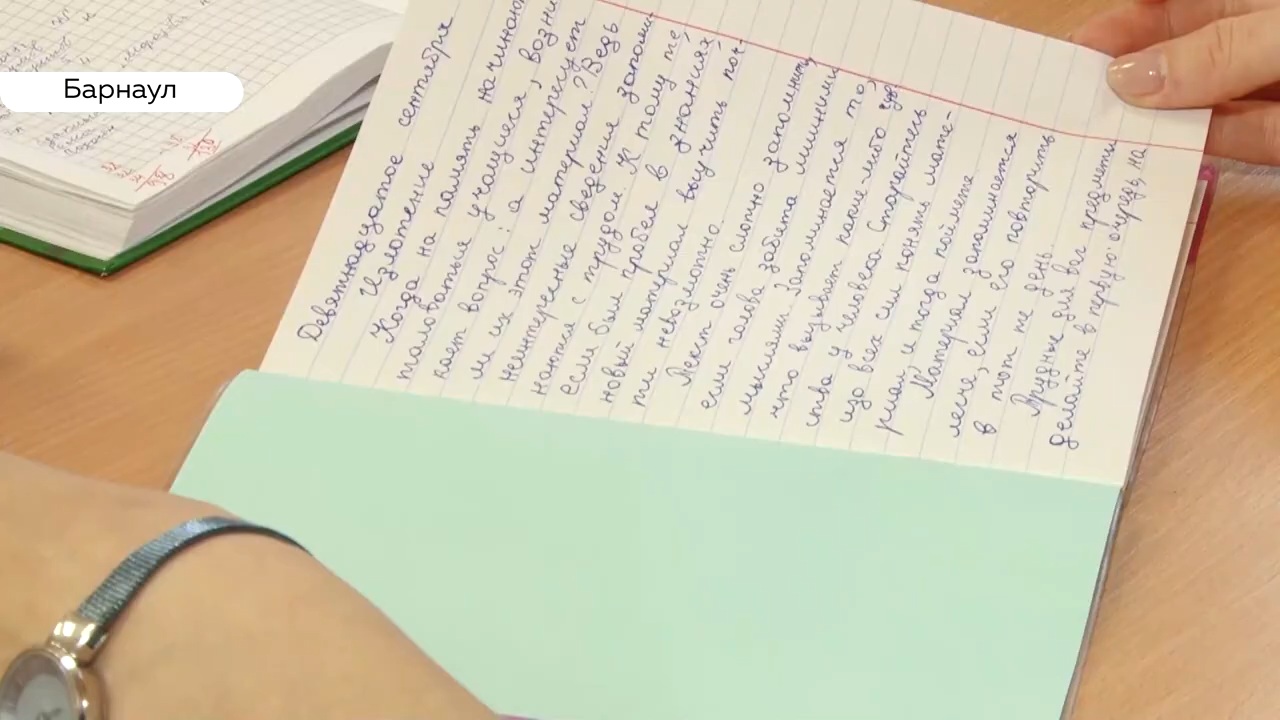 Барнаул
Девятнадцатое сентября
Изложение
Когда на память начинают
жаловаться учащиеся, возни-
кает вопрос: а интересует
ли их этот материал? Ведь
неинтересные сведения запоми-
наются с трудом. К тому же
если был пробел в знаниях
новый материал выучить поч-
ти невозможно.
Текст очень сложно запомнить
если голова забита лишними
мыслями. Запоминается то
что вызывает какие либо чув-
ства у человека. Старайтесь
изо всех сил понять мате-
риал, и тогда поймете.
Материал запоминается
легче, если его повторить
в тот же день.
Трудные для вас предметы
делайте в первую очередь, на